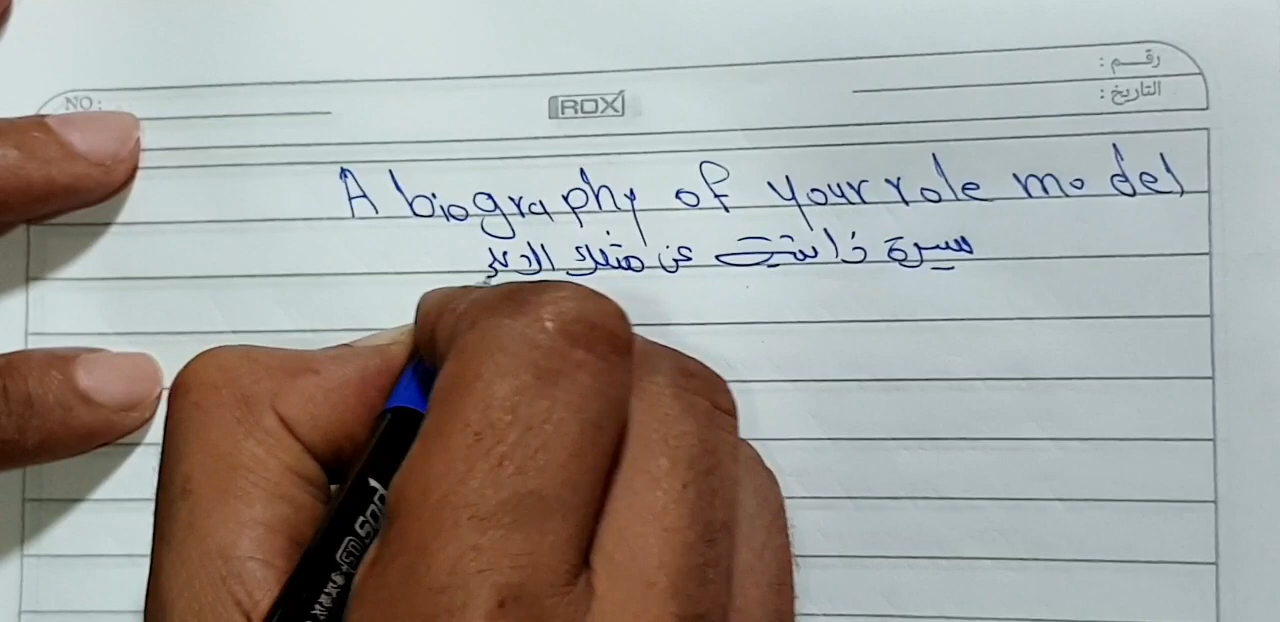 رقم :
NO:
ROX
التاريخ :
A biography of your role model
سيرة ذاتية عن مثلك